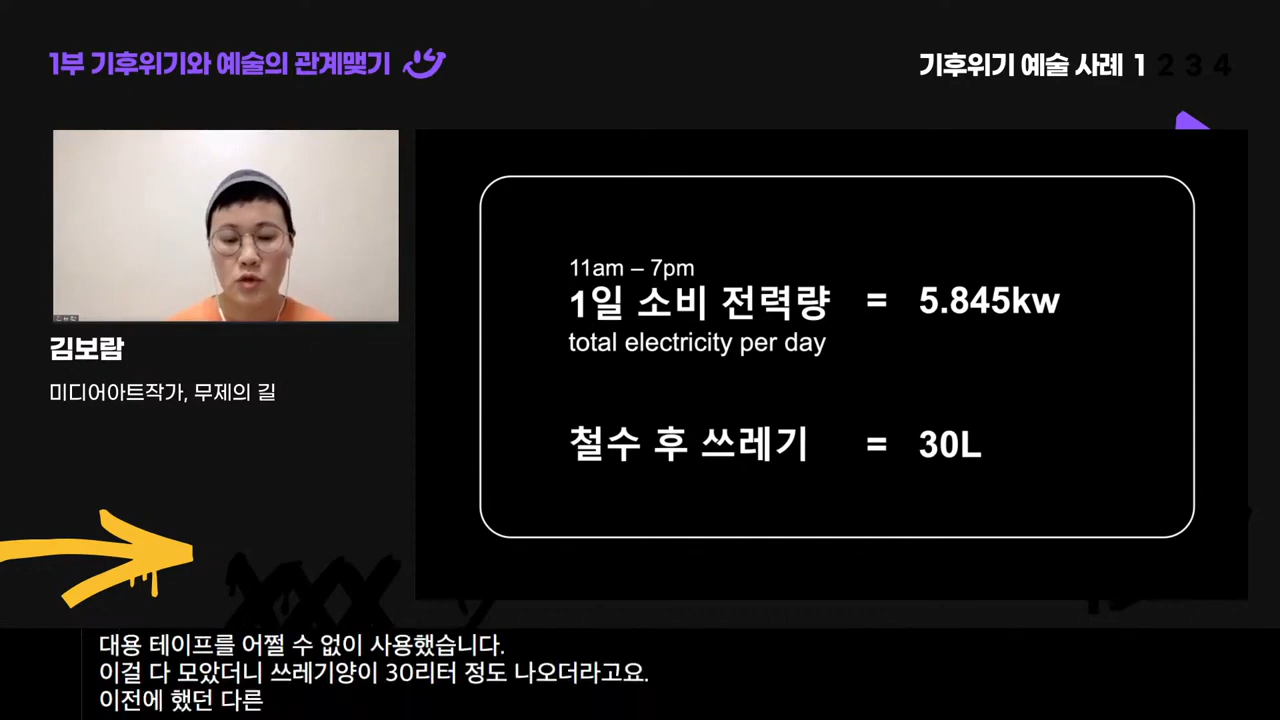 1부 기후위기와 예술의 관계맺기
기후위기 예술 사례 1 2 3 4
김보람
미디어아트작가, 무제의 길
11am – 7pm
1일 소비 전력량 = 5.845kw
total electricity per day
철수 후 쓰레기 = 30L
XXX
대용 테이프를 어쩔 수 없이 사용했습니다.
이걸 다 모았더니 쓰레기양이 30리터 정도 나오더라고요.
이전에 했던 다른